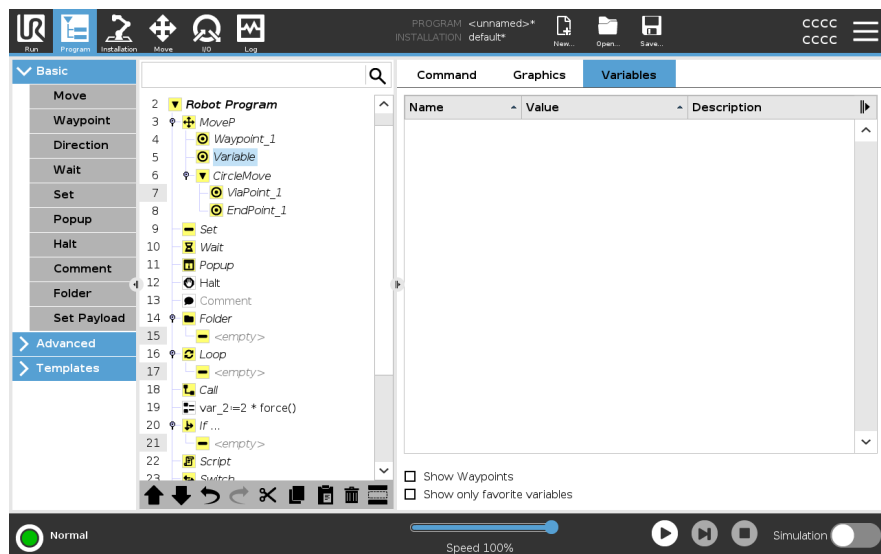 PROGRAM <unnamed>*
INSTALLATION default*
CCCC
CCCC
Run Program Installation Move I/O Log New... Open... Save...
Basic
Move
Waypoint
Direction
Wait
Set
Popup
Halt
Comment
Folder
Set Payload
Advanced
Templates
2 Robot Program
3 MoveP
4 Waypoint_1
5 Variable
6 CircleMove
7 ViaPoint_1
8 EndPoint_1
9 Set
10 Wait
11 Popup
12 Halt
13 Comment
14 Folder
15 <empty>
16 Loop
17 <empty>
18 Call
19 var_2:=2 * force()
20 If ...
21 <empty>
22 Script
23 Switch
Command Graphics Variables
Name Value Description
Show Waypoints
Show only favorite variables
Normal
Speed 100%
Simulation